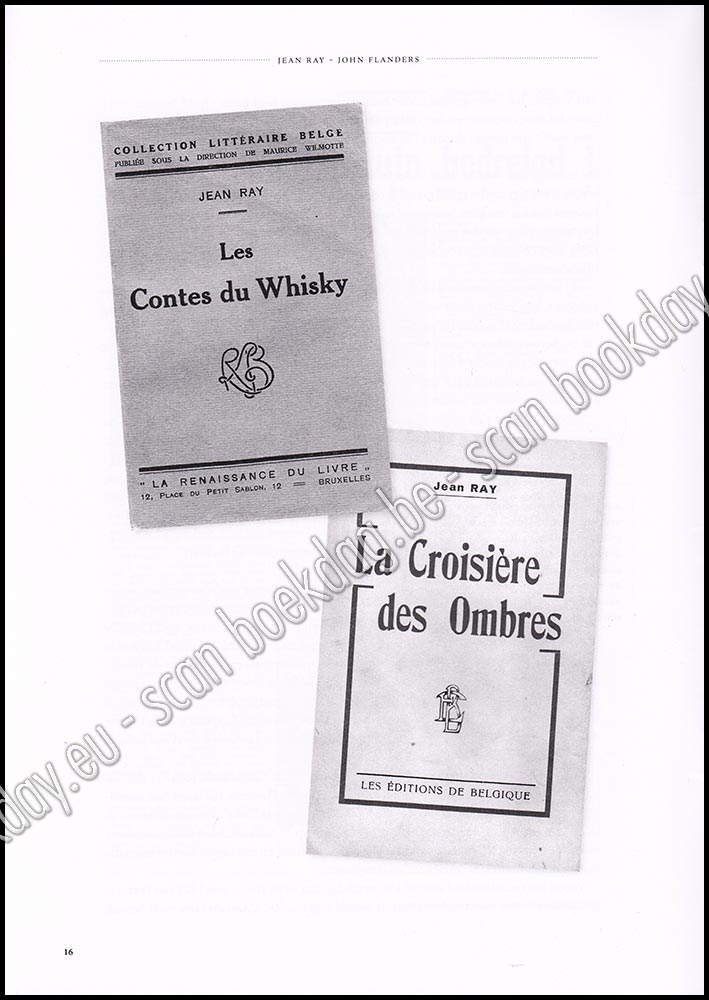 JEAN RAY - JOHN FLANDERS
COLLECTION LITTÉRAIRE BELGE
PUBLIÉE SOUS LA DIRECTION DE MAURICE WILMOTTE
JEAN RAY
Les
Contes du Whisky
"LA RENAISSANCE DU LIVRE„
12, PLACE DU PETIT SABLON, 12 = BRUXELLES
Jean RAY
La Croisière
des Ombres
LES ÉDITIONS DE BELGIQUE
16
day.eu - scan boekdag.be - scan bookday